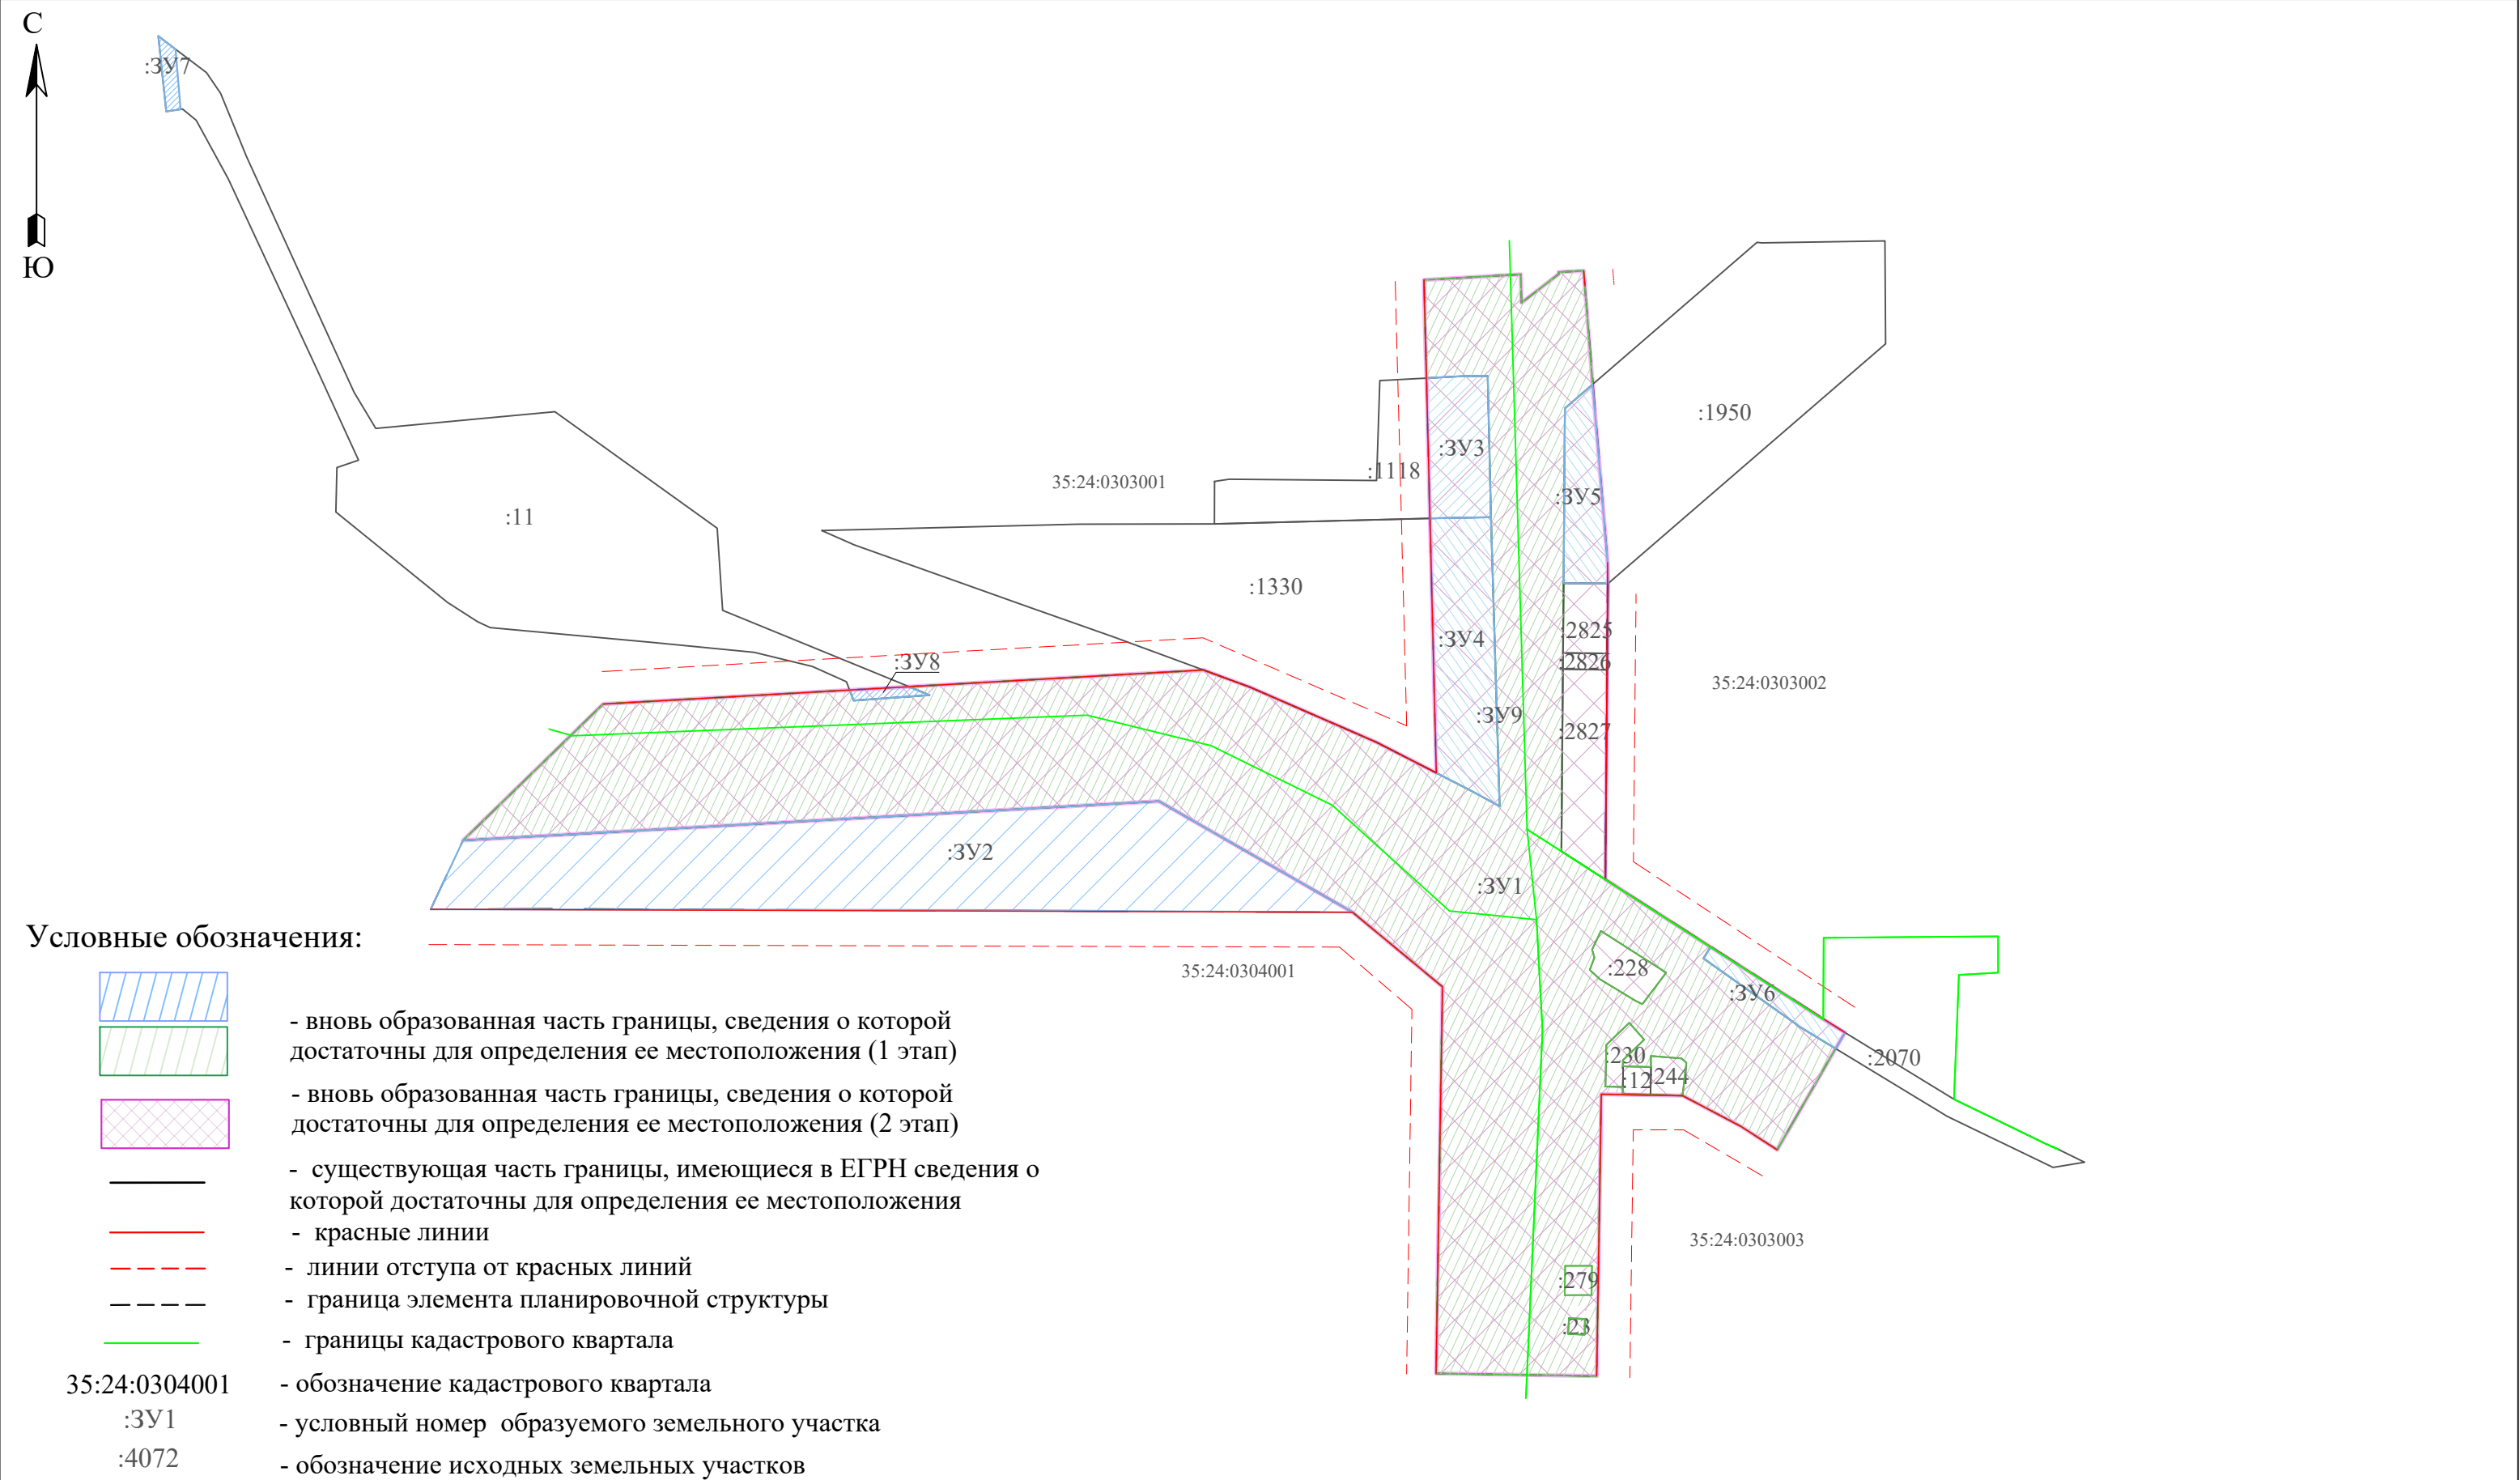 С
:ЗУ7
Ю
:1950
:ЗУ3
:1118
35:24:0303001
:ЗУ5
:11
:1330
:2825
:ЗУ4
:2826
:ЗУ8
35:24:0303002
:ЗУ9
:2827
:ЗУ2
:ЗУ1
35:24:0304001
:228
:ЗУ6
:230
:2070
:12
:244
35:24:0303003
:279
:23
Условные обозначения:
- вновь образованная часть границы, сведения о которой
достаточны для определения ее местоположения (1 этап)
- вновь образованная часть границы, сведения о которой
достаточны для определения ее местоположения (2 этап)
- существующая часть границы, имеющиеся в ЕГРН сведения о
которой достаточны для определения ее местоположения
- красные линии
- линии отступа от красных линий
- граница элемента планировочной структуры
- границы кадастрового квартала
35:24:0304001 - обозначение кадастрового квартала
:ЗУ1 - условный номер образуемого земельного участка
:4072 - обозначение исходных земельных участков